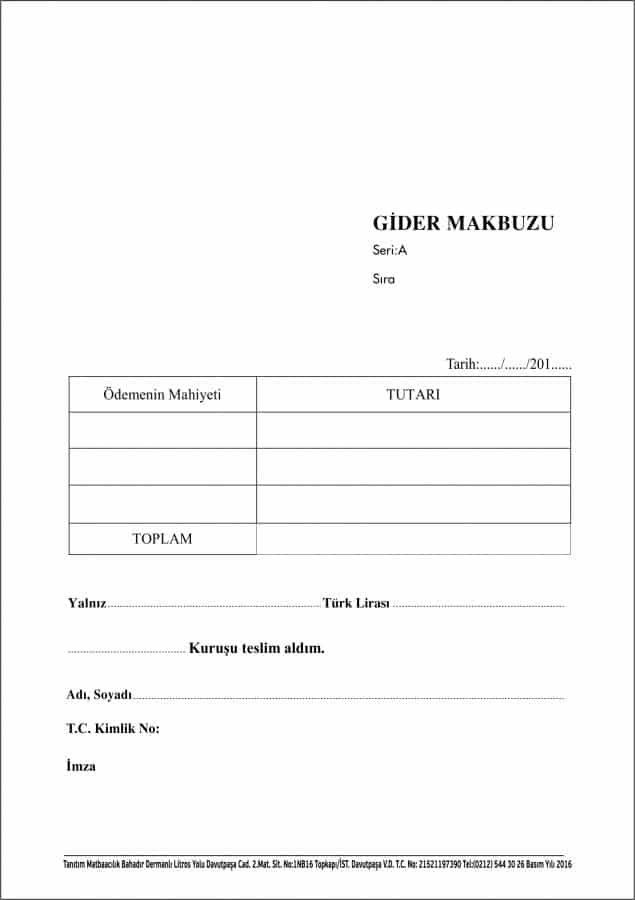 GİDER MAKBUZU
Seri:A
Sıra
Tarih:....../....../201......
Ödemenin Mahiyeti TUTARI
TOPLAM
Yalnız............................................................Türk Lirası ................................................
................................. Kuruşu teslim aldım.
Adı, Soyadı........................................................................................................................
T.C. Kimlik No:
İmza
Tanıtım Matbaacılık Bahadır Dermanlı Litros Yolu Davutpaşa Cad. 2.Mat. Sit. No:1NB16 Topkapı/İST. Davutpaşa V.D. T.C. No: 21521197390 Tel:(0212) 544 30 26 Basım Yılı 2016